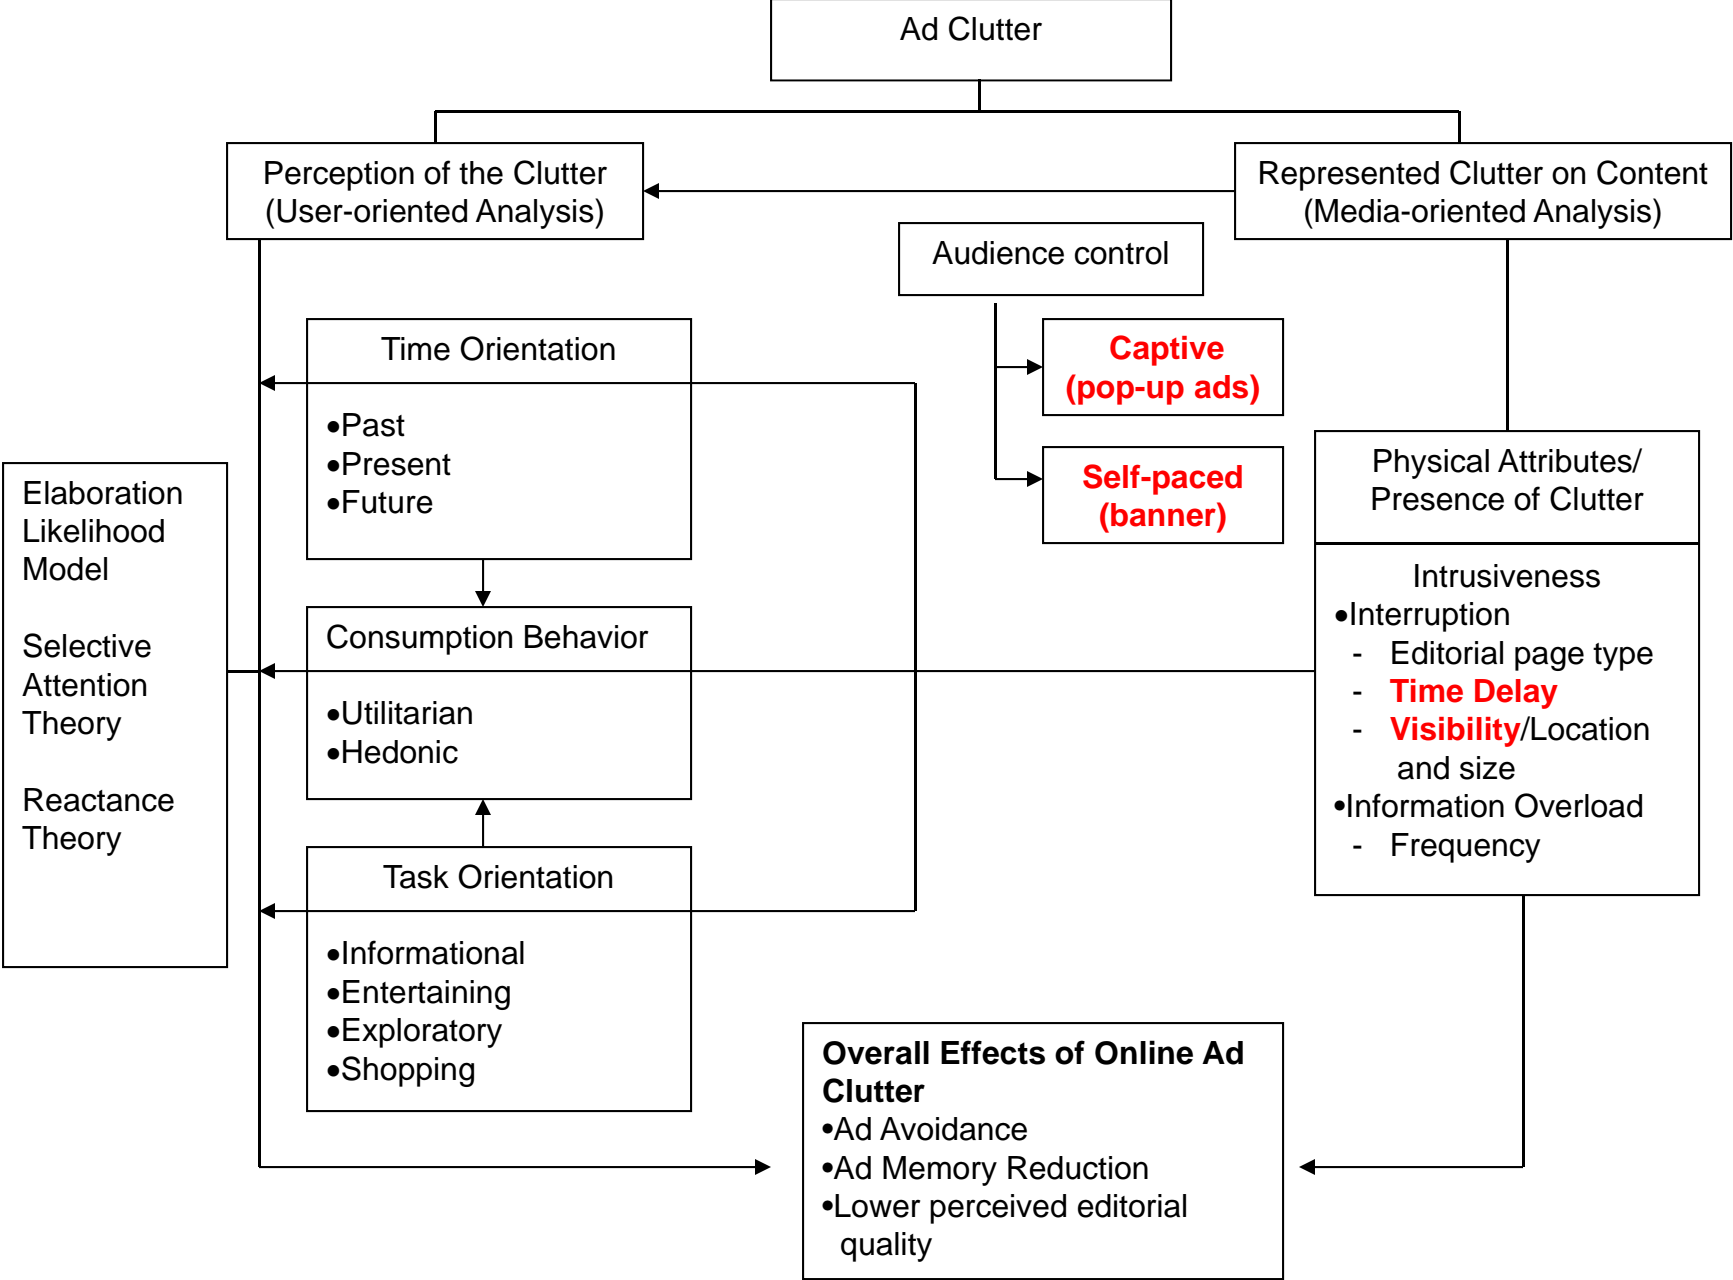 Ad Clutter
Perception of the Clutter
(User-oriented Analysis)
Represented Clutter on Content
(Media-oriented Analysis)
Audience control
Captive
(pop-up ads)
Self-paced
(banner)
Time Orientation
•Past
•Present
•Future
Elaboration
Likelihood
Model
Selective
Attention
Theory
Reactance
Theory
Consumption Behavior
•Utilitarian
•Hedonic
Task Orientation
•Informational
•Entertaining
•Exploratory
•Shopping
Physical Attributes/
Presence of Clutter
Intrusiveness
•Interruption
- Editorial page type
- Time Delay
- Visibility/Location
and size
•Information Overload
- Frequency
Overall Effects of Online Ad
Clutter
•Ad Avoidance
•Ad Memory Reduction
•Lower perceived editorial
quality